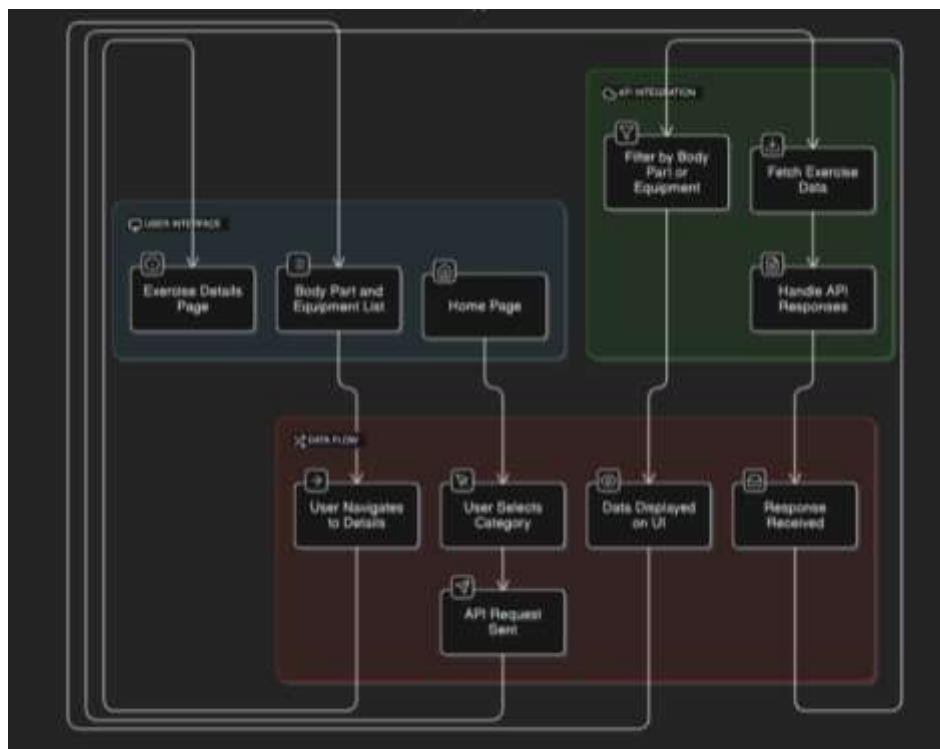 API INTEGRATION
Filter by Body
Part or
Equipment
Fetch Exercise
Data
USER INTERFACE
Exercise Details
Page
Body Part and
Equipment List
Home Page
Handle API
Responses
DATA FLOW
User Navigates
to Details
User Selects
Category
Data Displayed
on UI
Response
Received
API Request
Sent